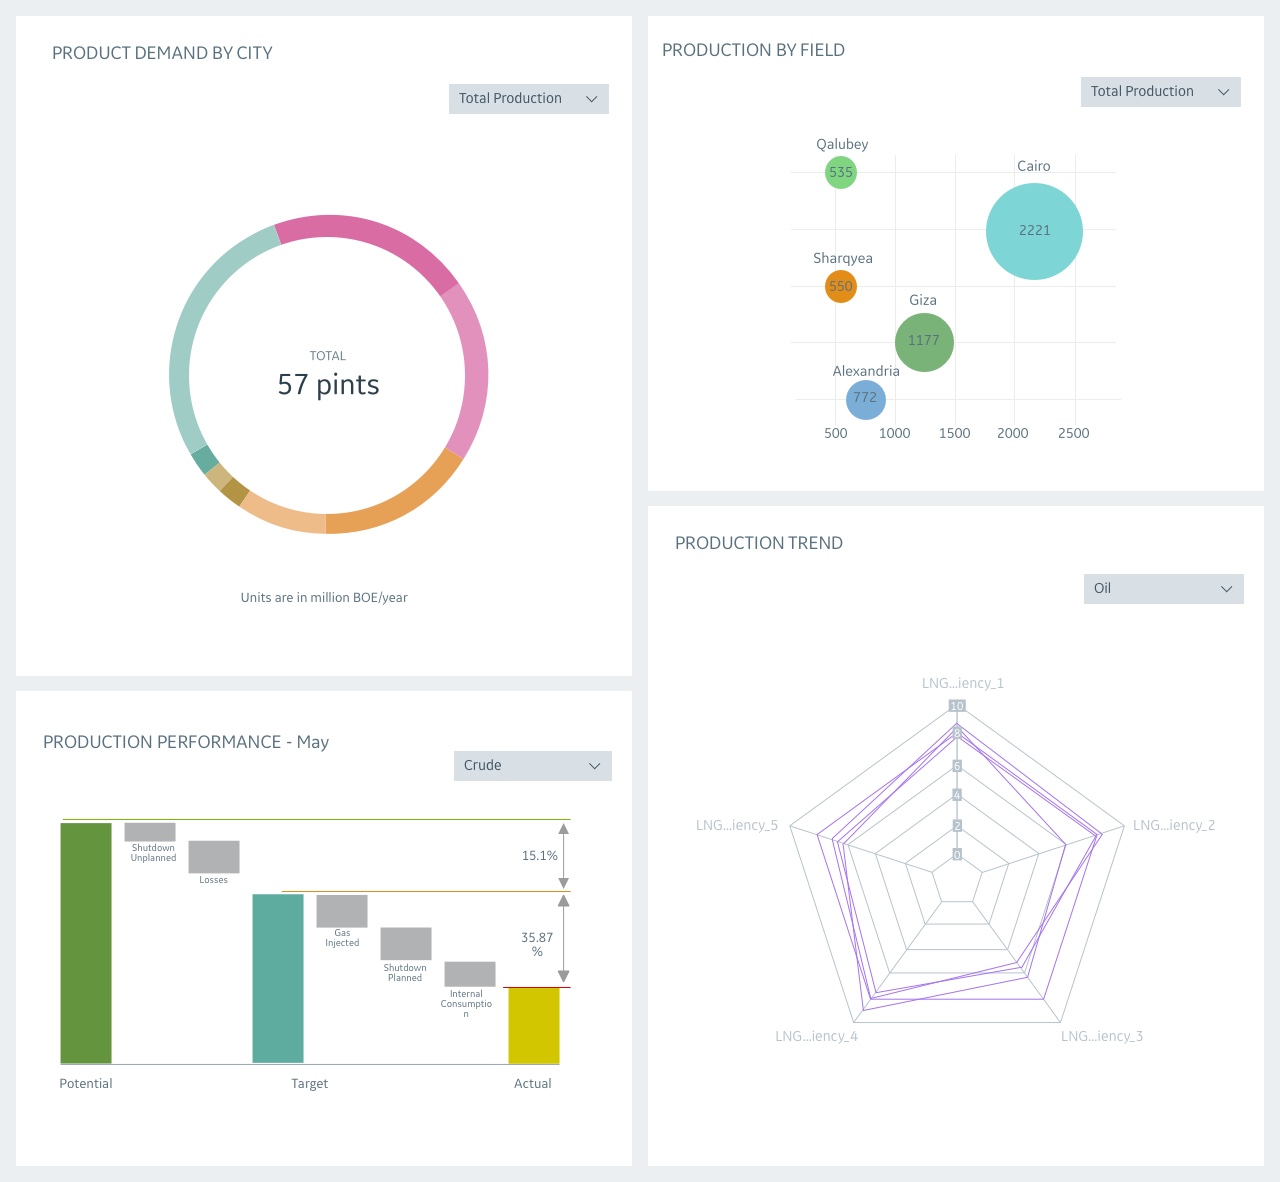 PRODUCT DEMAND BY CITY
Total Production
TOTAL
57 pints
Units are in million BOE/year
PRODUCTION BY FIELD
Total Production
Qalubey
535
Cairo
2221
Sharqyea
550
Giza
1177
Alexandria
772
500 1000 1500 2000 2500
PRODUCTION PERFORMANCE - May
Crude
Shutdown
Unplanned
Losses
15.1%
Gas
Injected
Shutdown
Planned
Internal
Consumptio
n
35.87
%
Potential Target Actual
PRODUCTION TREND
Oil
LNG...iency_1
10
8
6
4
2
0
LNG...iency_5
LNG...iency_2
LNG...iency_4
LNG...iency_3